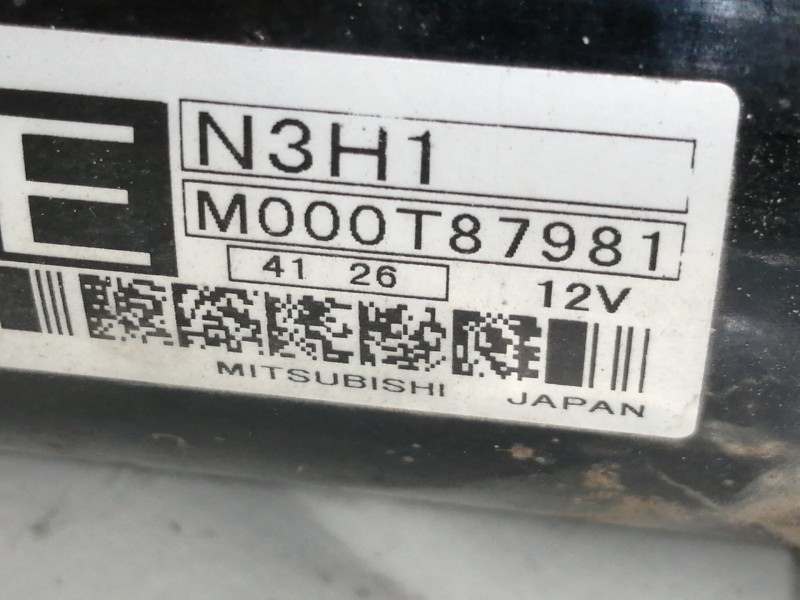 E
N3H1
M000T87981
41 26
12V
MITSUBISHI
JAPAN